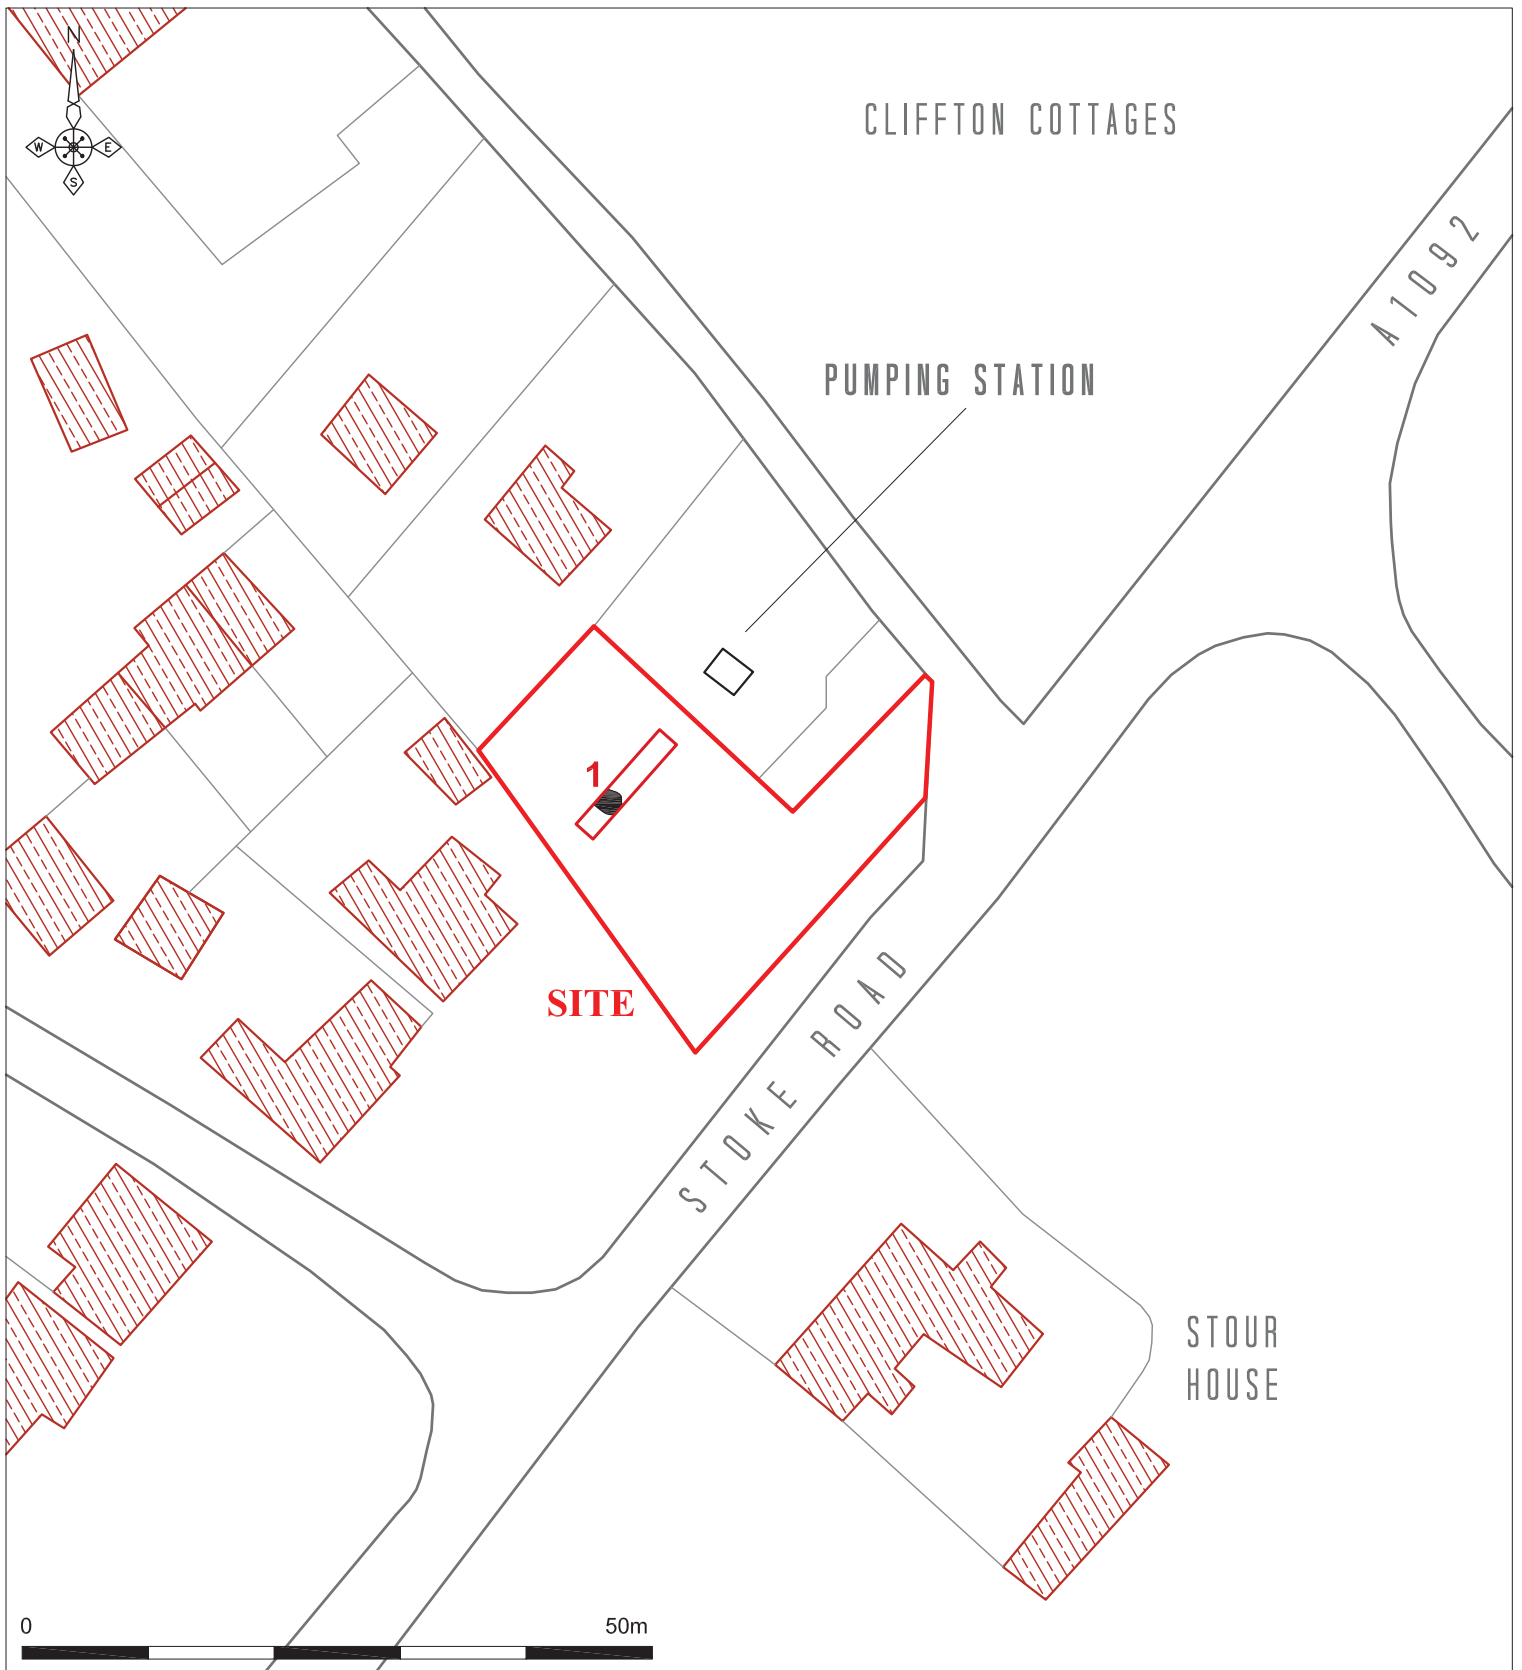 N
W
E
S
CLIFFTON COTTAGES
A1092
PUMPING STATION
1
SITE
STOKE ROAD
STOUR
HOUSE
0
50m